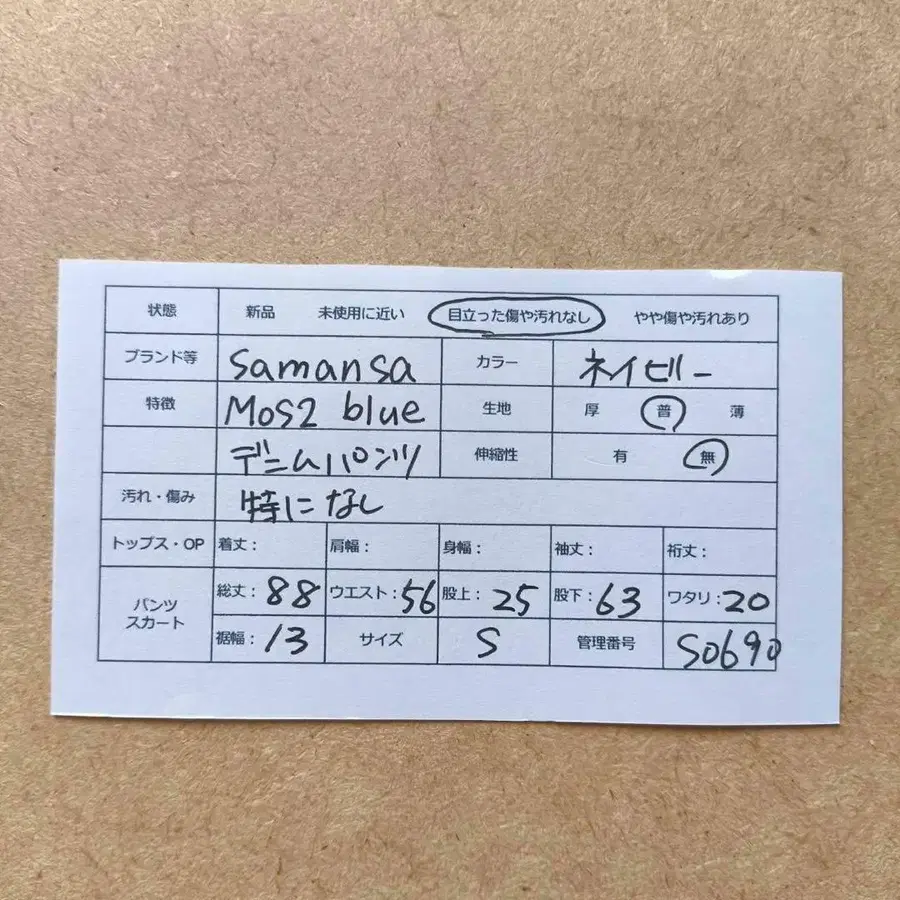 状態 新品 未使用に近い 目立った傷や汚れなし やや傷や汚れあり
ブランド等 samansa カラー ネイビー
特徴 Mos2 blue 生地 厚 普 薄
デニムパンツ 伸縮性 有 無
汚れ・傷み 特になし
トップス・OP 着丈: 肩幅: 身幅: 袖丈: 裄丈:
パンツ スカート 総丈:88 ウエスト:56 股上:25 股下:63 ワタリ:20
裾幅:13 サイズ S 管理番号 S0690